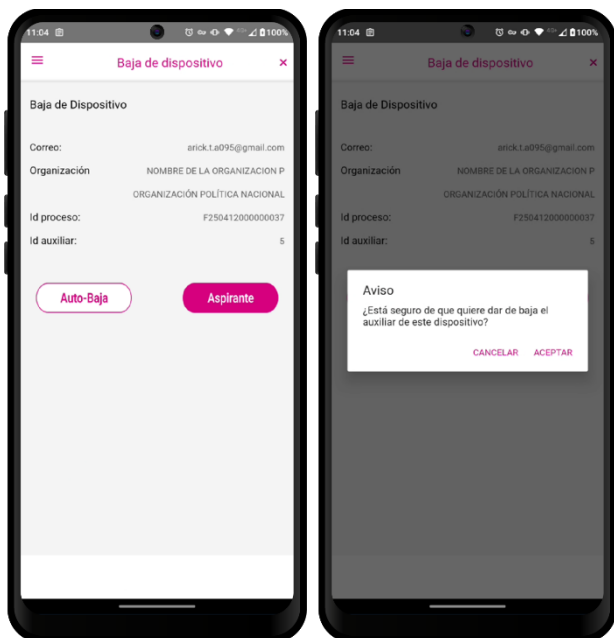 11:04 100%
Baja de dispositivo ×
Baja de Dispositivo
Correo: arick.t.a095@gmail.com
Organización NOMBRE DE LA ORGANIZACION P
ORGANIZACIÓN POLÍTICA NACIONAL
Id proceso: F250412000000037
Id auxiliar: 5
Auto-Baja Aspirante
11:04 100%
Baja de dispositivo ×
Baja de Dispositivo
Correo: arick.t.a095@gmail.com
Organización NOMBRE DE LA ORGANIZACION P
ORGANIZACIÓN POLÍTICA NACIONAL
Id proceso: F250412000000037
Id auxiliar: 5
Aviso
¿Está seguro de que quiere dar de baja el
auxiliar de este dispositivo?
CANCELAR ACEPTAR